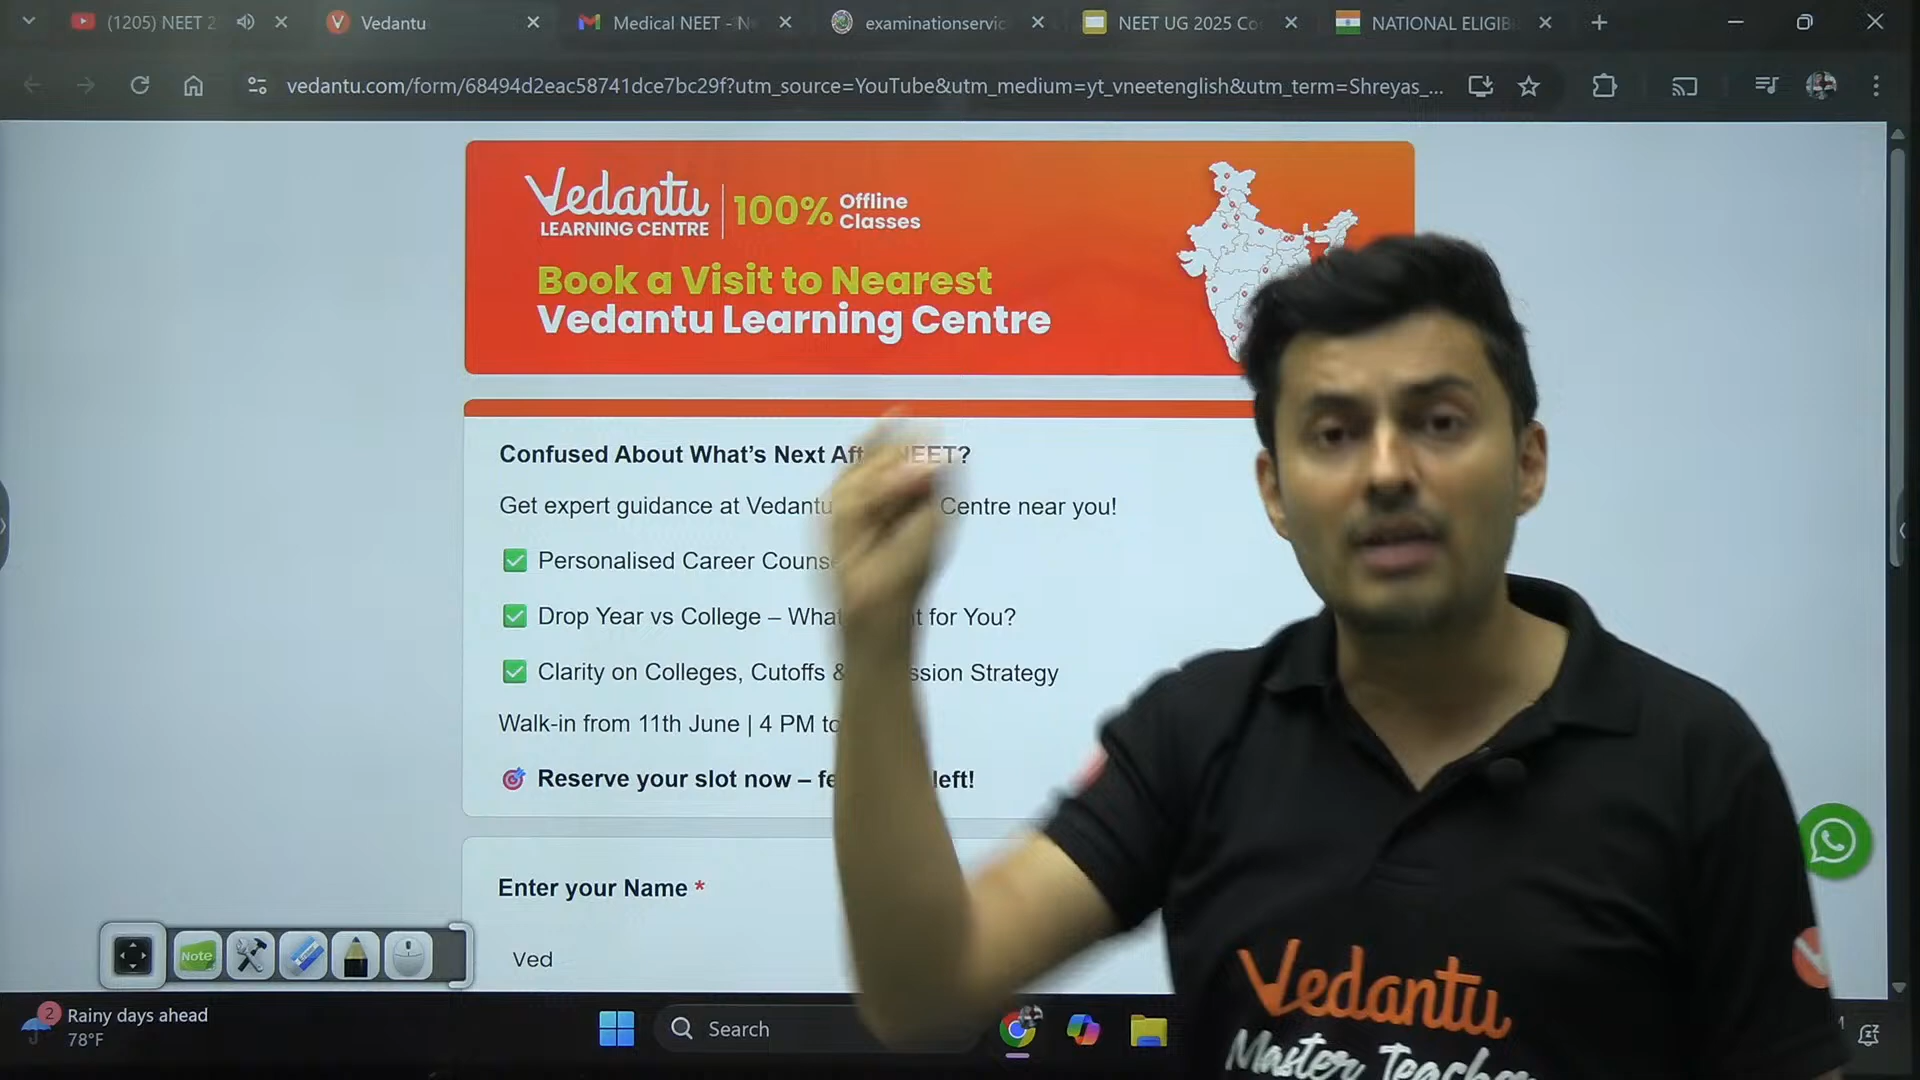 (1205) NEET 2
Vedantu
Medical NEET - N
examinationservic
NEET UG 2025 Co
NATIONAL ELIGIB
vedantu.com/form/68494d2eac58741dce7bc29f?utm_source=YouTube&utm_medium=yt_vneetenglish&utm_term=Shreyas_...
Vedantu
LEARNING CENTRE
100% Offline
Classes
Book a Visit to Nearest
Vedantu Learning Centre
Confused About What's Next Aft NEET?
Get expert guidance at Vedantu Centre near you!
Personalised Career Counse
Drop Year vs College – What t for You?
Clarity on Colleges, Cutoffs & ssion Strategy
Walk-in from 11th June | 4 PM to
Reserve your slot now – fe left!
Enter your Name *
Ved
Note
2
Rainy days ahead
78°F
Search
Vedantu
Master Teacher